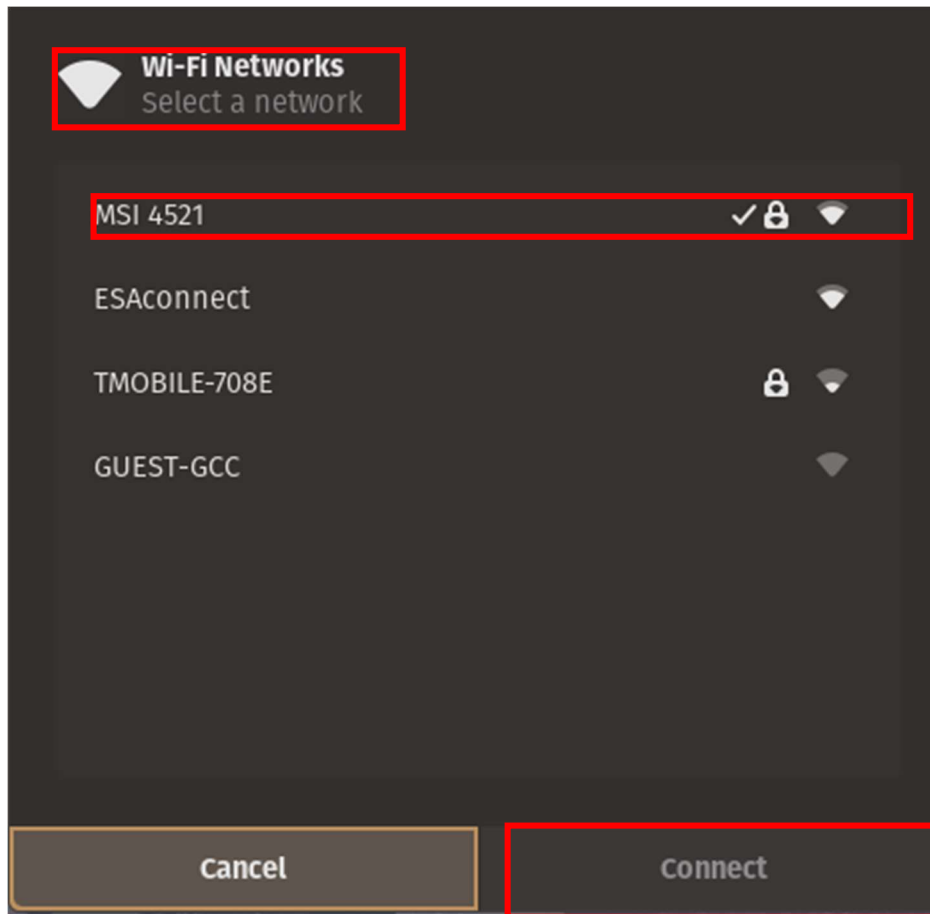 Wi-Fi Networks
Select a network
MSI 4521
ESAconnect
TMOBILE-708E
GUEST-GCC
Cancel
Connect